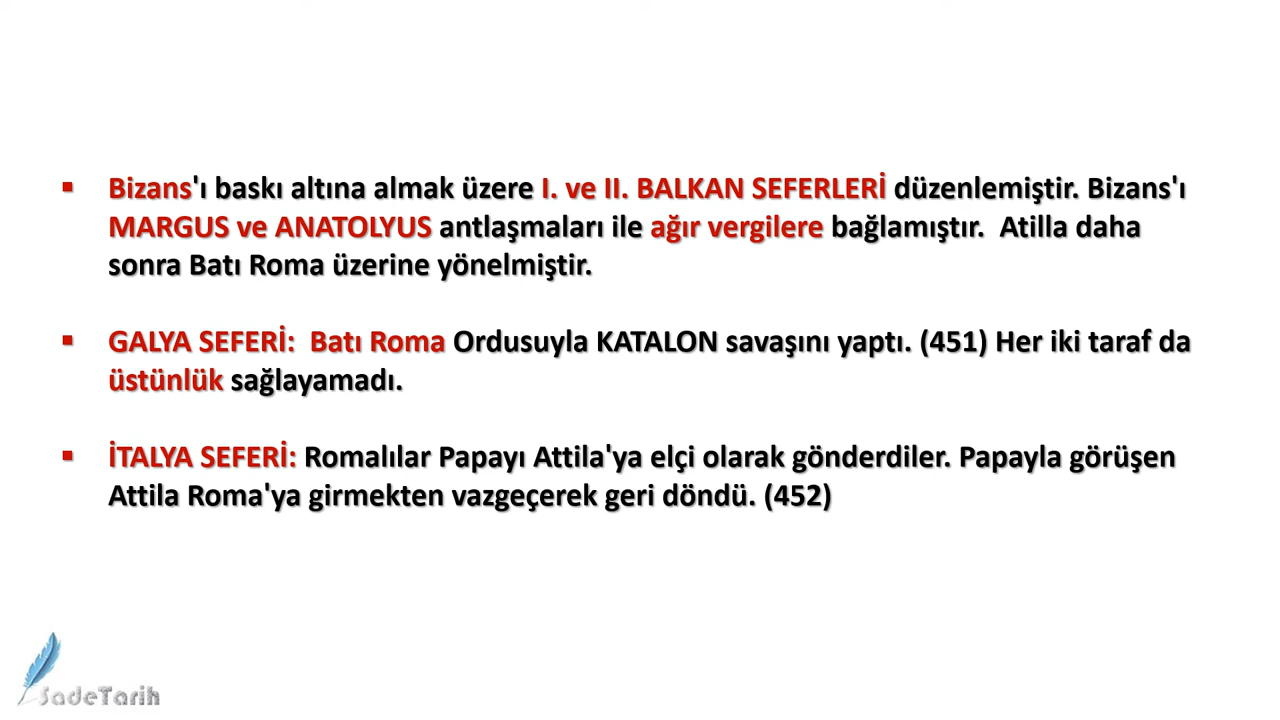 ▪ Bizans'ı baskı altına almak üzere I. ve II. BALKAN SEFERLERİ düzenlemiştir. Bizans'ı
MARGUS ve ANATOLYUS antlaşmaları ile ağır vergilere bağlamıştır.  Atilla daha
sonra Batı Roma üzerine yönelmiştir.
▪ GALYA SEFERİ:  Batı Roma Ordusuyla KATALON savaşını yaptı. (451) Her iki taraf da
üstünlük sağlayamadı.
▪ İTALYA SEFERİ: Romalılar Papayı Attila'ya elçi olarak gönderdiler. Papayla görüşen
Attila Roma'ya girmekten vazgeçerek geri döndü. (452)
SadeTarih